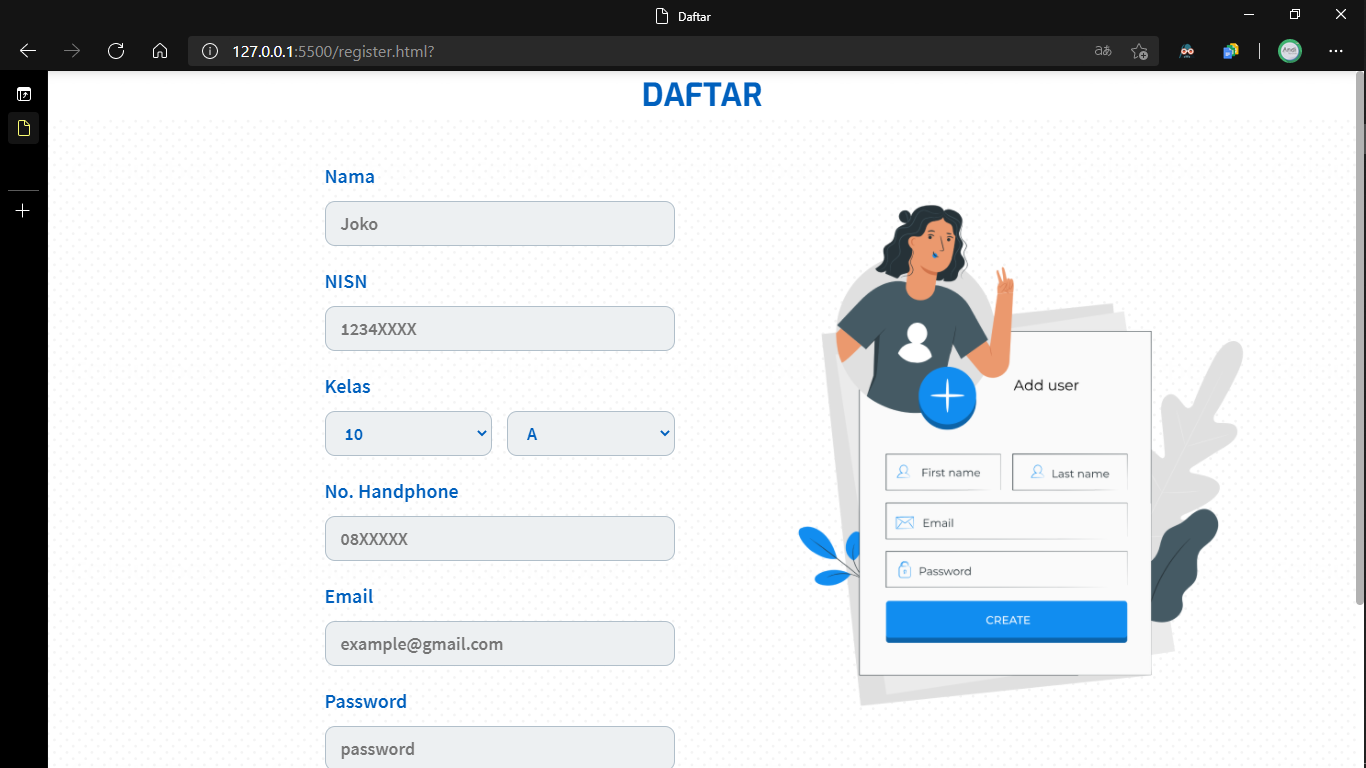 Daftar
127.0.0.1:5500/register.html?
DAFTAR
Nama
Joko
NISN
1234XXXX
Kelas
10 A
No. Handphone
08XXXXX
Email
example@gmail.com
Password
password
Add user
First name Last name
Email
Password
CREATE